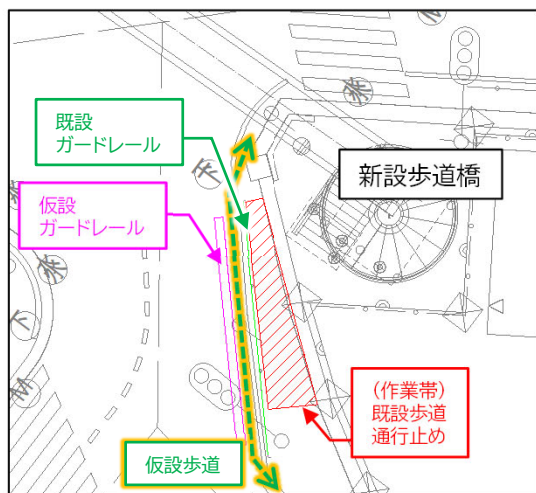 既設
ガードレール
新設歩道橋
仮設
ガードレール
(作業帯)
既設歩道
通行止め
仮設歩道